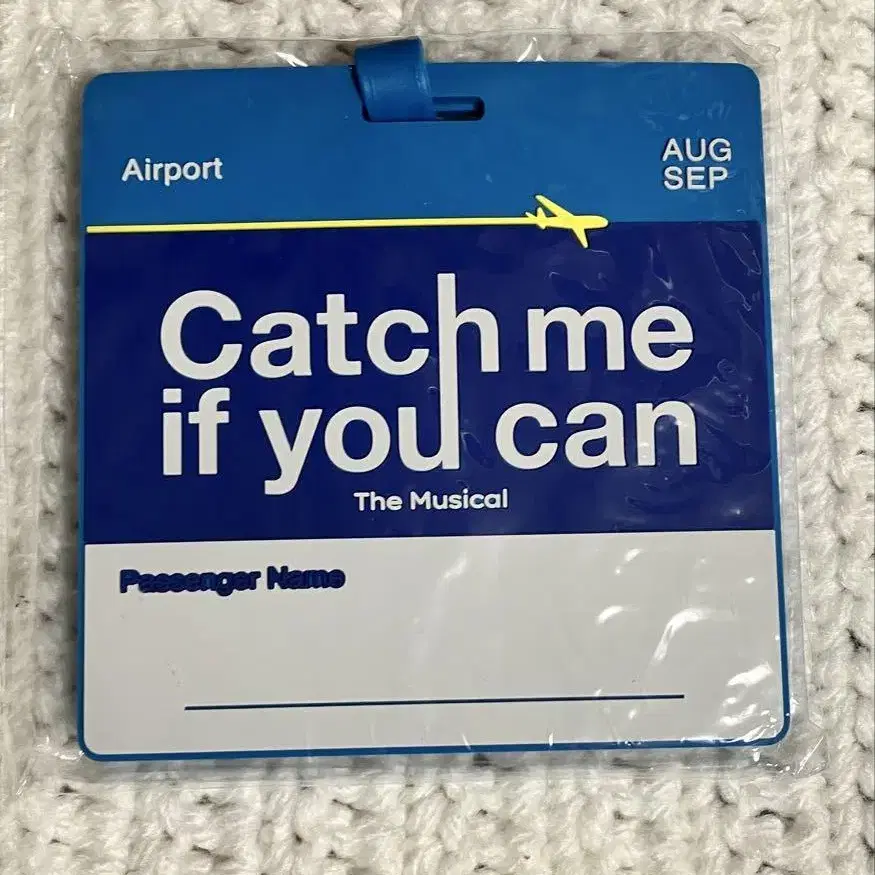 Airport
AUG
SEP
Catch me
if you can
The Musical
Passenger Name